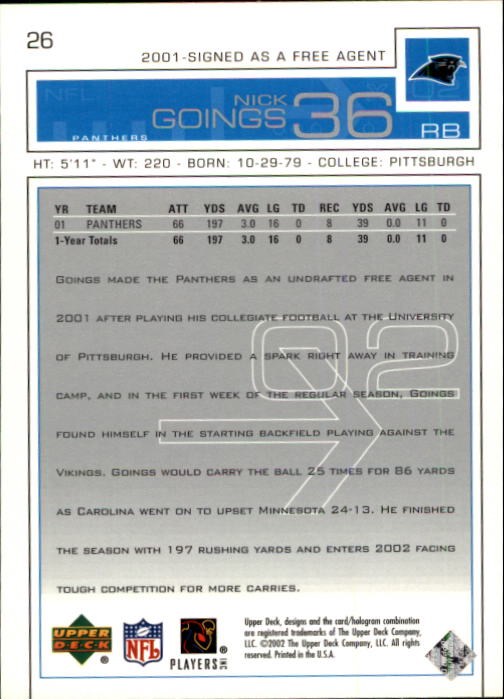 26
2001-SIGNED AS A FREE AGENT
NFL
02
NICK
GOINGS 36
PANTHERS
RB
HT: 5'11" - WT: 220 - BORN: 10-29-79 - COLLEGE: PITTSBURGH
YR TEAM ATT YDS AVG LG TD REC YDS AVG LG TD
01 PANTHERS 66 197 3.0 16 0 8 39 0.0 11 0
1-Year Totals 66 197 3.0 16 0 8 39 0.0 11 0
GOINGS MADE THE PANTHERS AS AN UNDRAFTED FREE AGENT IN
2001 AFTER PLAYING HIS COLLEGIATE FOOTBALL AT THE UNIVERSITY
OF PITTSBURGH. HE PROVIDED A SPARK RIGHT AWAY IN TRAINING
CAMP, AND IN THE FIRST WEEK OF THE REGULAR SEASON, GOINGS
FOUND HIMSELF IN THE STARTING BACKFIELD PLAYING AGAINST THE
VIKINGS. GOINGS WOULD CARRY THE BALL 25 TIMES FOR 86 YARDS
AS CAROLINA WENT ON TO UPSET MINNESOTA 24-13. HE FINISHED
THE SEASON WITH 197 RUSHING YARDS AND ENTERS 2002 FACING
TOUGH COMPETITION FOR MORE CARRIES.
02
UPPER
DECK
®
NFL
®
PLAYERS INC
Upper Deck, designs and the card/hologram combination
are registered trademarks of The Upper Deck Company,
LLC. ©2002 The Upper Deck Company, LLC. All rights
reserved. Printed in the U.S.A.